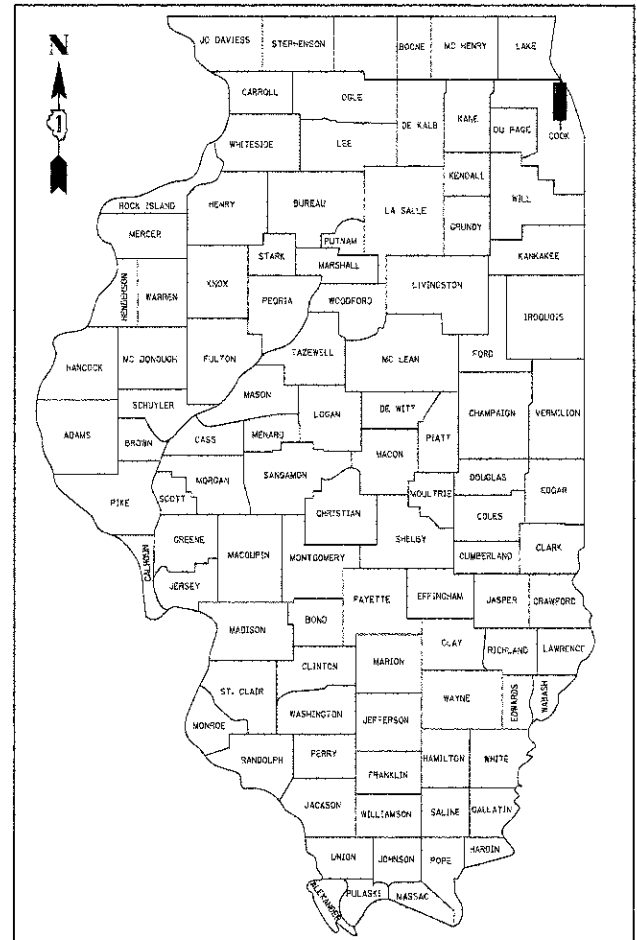 N
1
JO DAVIESS
STEPHENSON
BOONE
MC HENRY
LAKE
CARROLL
OGLE
DE KALB
KANE
DU PAGE
COOK
WHITESIDE
LEE
KENDALL
WILL
ROCK ISLAND
HENRY
BUREAU
LA SALLE
GRUNDY
MERCER
PUTNAM
KANKAKEE
STARK
MARSHALL
HENDERSON
WARREN
KNOX
PEORIA
WOODFORD
LIVINGSTON
IROQUOIS
HANCOCK
MC DONOUGH
FULTON
TAZEWELL
MC LEAN
FORD
MASON
SCHUYLER
LOGAN
DE WITT
CHAMPAIGN
VERMILION
ADAMS
BROWN
CASS
MENARD
PIATT
MACON
MORGAN
SANGAMON
DOUGLAS
PIKE
SCOTT
MOULTRIE
EDGAR
CHRISTIAN
COLES
GREENE
SHELBY
CALHOUN
MACOUPIN
MONTGOMERY
CUMBERLAND
CLARK
JERSEY
FAYETTE
EFFINGHAM
JASPER
CRAWFORD
MADISON
BOND
CLAY
RICHLAND
LAWRENCE
CLINTON
MARION
ST. CLAIR
WAYNE
EDWARDS
WABASH
WASHINGTON
JEFFERSON
MONROE
RANDOLPH
PERRY
HAMILTON
WHITE
FRANKLIN
JACKSON
WILLIAMSON
SALINE
GALLATIN
UNION
JOHNSON
POPE
HARDIN
ALEXANDER
PULASKI
MASSAC